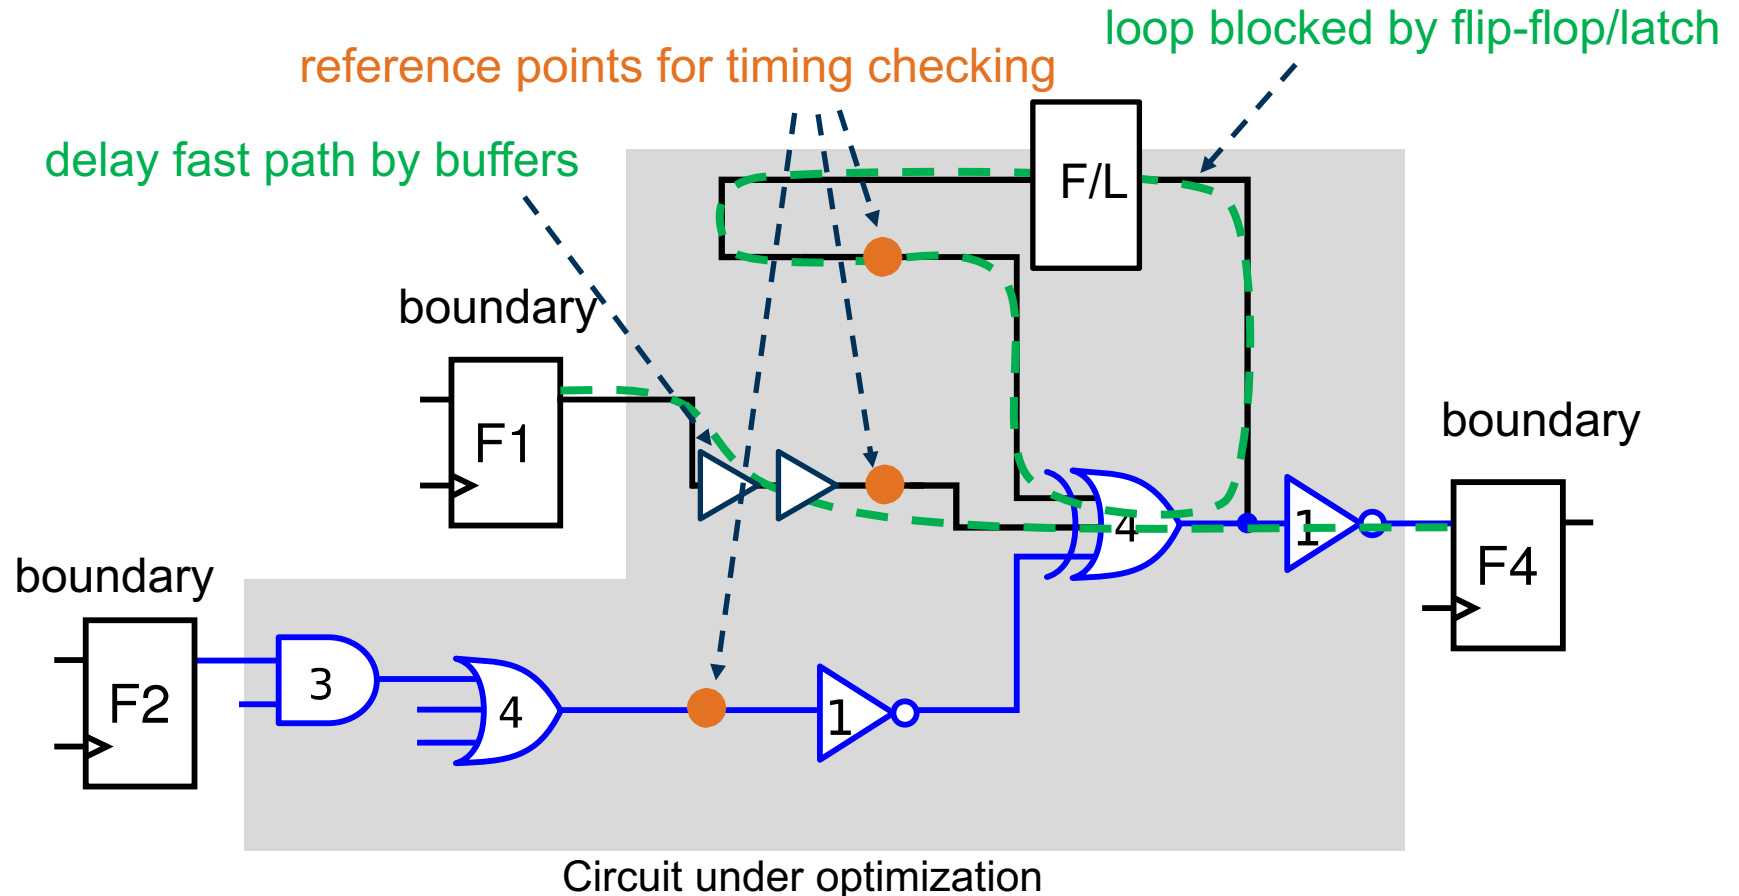 loop blocked by flip-flop/latch
reference points for timing checking
delay fast path by buffers
F/L
boundary
F1
boundary
4
1
F4
boundary
F2
3
4
1
Circuit under optimization